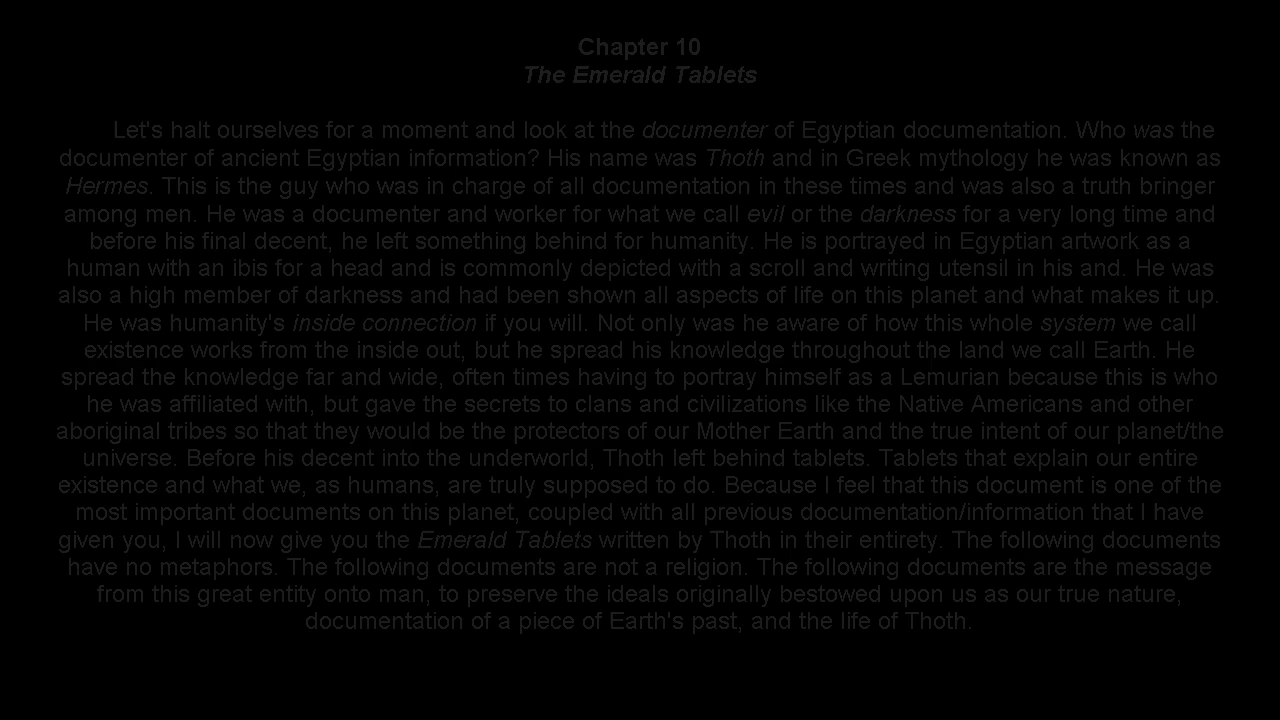 Chapter 10
The Emerald Tablets
Let's halt ourselves for a moment and look at the documenter of Egyptian documentation. Who was the
documenter of ancient Egyptian information? His name was Thoth and in Greek mythology he was known as
Hermes. This is the guy who was in charge of all documentation in these times and was also a truth bringer
among men. He was a documenter and worker for what we call evil or the darkness for a very long time and
before his final decent, he left something behind for humanity. He is portrayed in Egyptian artwork as a
human with an ibis for a head and is commonly depicted with a scroll and writing utensil in his and. He was
also a high member of darkness and had been shown all aspects of life on this planet and what makes it up.
He was humanity's inside connection if you will. Not only was he aware of how this whole system we call
existence works from the inside out, but he spread his knowledge throughout the land we call Earth. He
spread the knowledge far and wide, often times having to portray himself as a Lemurian because this is who
he was affiliated with, but gave the secrets to clans and civilizations like the Native Americans and other
aboriginal tribes so that they would be the protectors of our Mother Earth and the true intent of our planet/the
universe. Before his decent into the underworld, Thoth left behind tablets. Tablets that explain our entire
existence and what we, as humans, are truly supposed to do. Because I feel that this document is one of the
most important documents on this planet, coupled with all previous documentation/information that I have
given you, I will now give you the Emerald Tablets written by Thoth in their entirety. The following documents
have no metaphors. The following documents are not a religion. The following documents are the message
from this great entity onto man, to preserve the ideals originally bestowed upon us as our true nature,
documentation of a piece of Earth's past, and the life of Thoth.